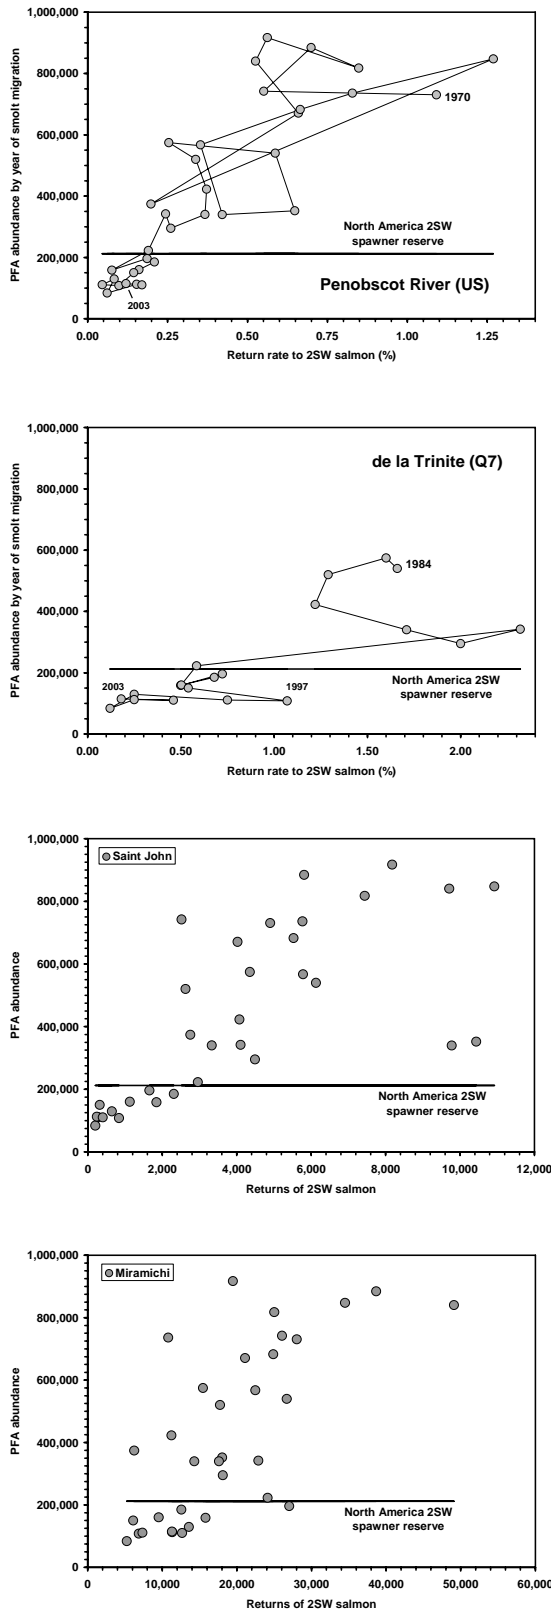 1,000,000
800,000
600,000
400,000
200,000
0
PFA abundance by year of smolt migration
1970
North America 2SW
spawner reserve
Penobscot River (US)
2003
0.00 0.25 0.50 0.75 1.00 1.25
Return rate to 2SW salmon (%)
1,000,000
800,000
600,000
400,000
200,000
0
PFA abundance by year of smolt migration
de la Trinite (Q7)
1984
2003
1997
North America 2SW
spawner reserve
0.00 0.50 1.00 1.50 2.00
Return rate to 2SW salmon (%)
1,000,000
800,000
600,000
400,000
200,000
0
PFA abundance
Saint John
North America 2SW
spawner reserve
0 2,000 4,000 6,000 8,000 10,000 12,000
Returns of 2SW salmon
1,000,000
800,000
600,000
400,000
200,000
0
PFA abundance
Miramichi
North America 2SW
spawner reserve
0 10,000 20,000 30,000 40,000 50,000 60,000
Returns of 2SW salmon